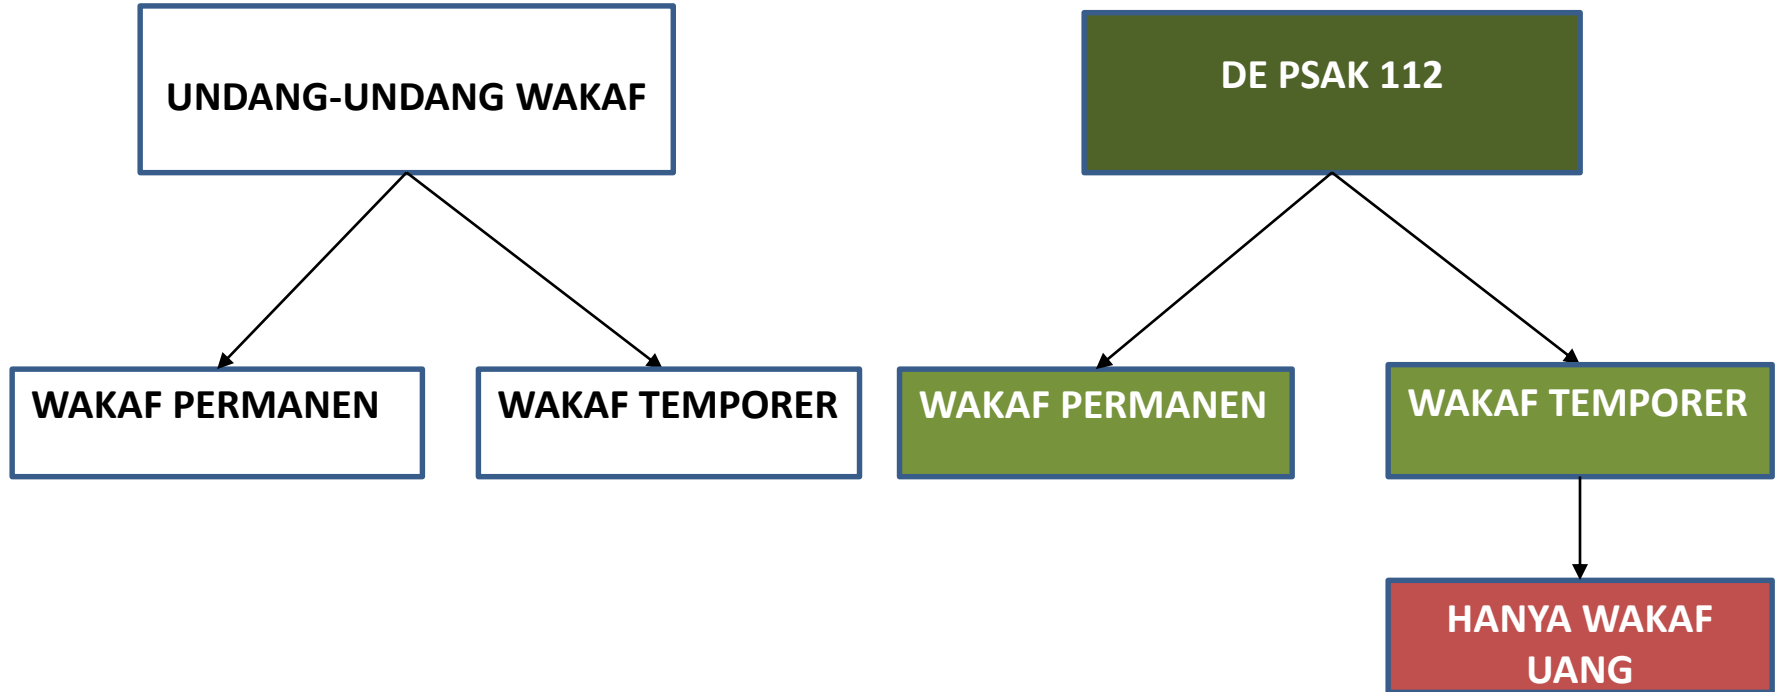 UNDANG-UNDANG WAKAF
DE PSAK 112
WAKAF PERMANEN
WAKAF TEMPORER
WAKAF PERMANEN
WAKAF TEMPORER
HANYA WAKAF
UANG